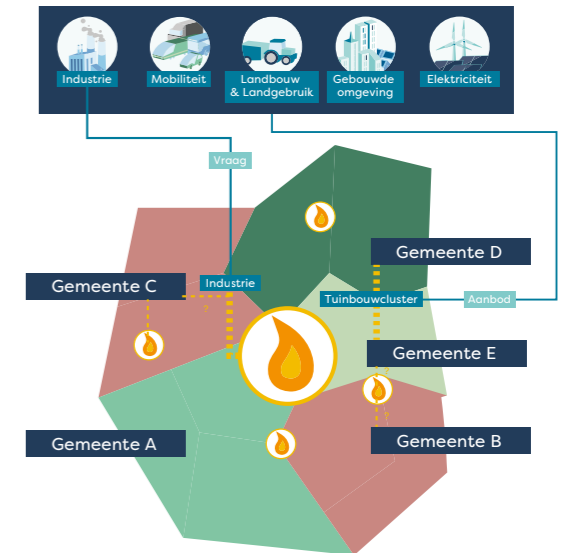 Industrie
Mobiliteit
Landbouw
& Landgebruik
Gebouwde
omgeving
Elektriciteit
Vraag
Gemeente D
Gemeente C
Industrie
Tuinbouwcluster
Aanbod
?
Gemeente E
?
?
Gemeente A
Gemeente B